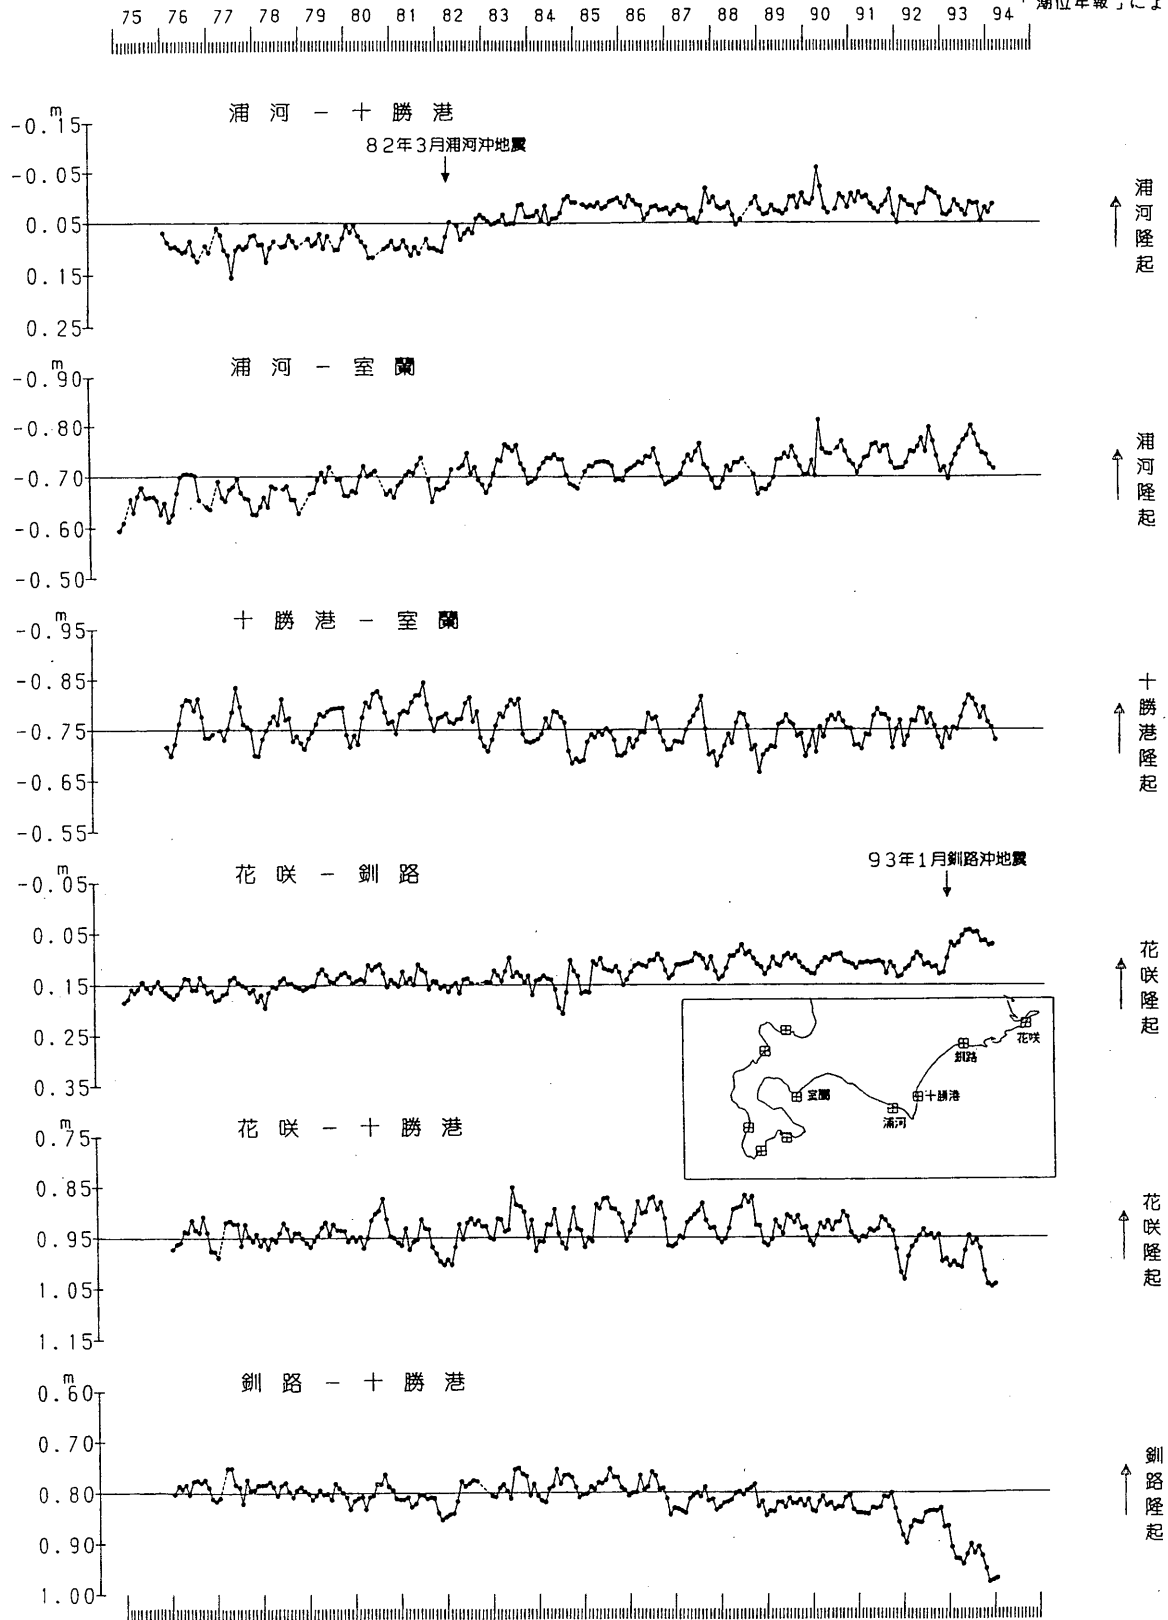 「潮位年報」によ
75 76 77 78 79 80 81 82 83 84 85 86 87 88 89 90 91 92 93 94
浦河－十勝港
m
-0.15
-0.05
0.05
0.15
0.25
82年3月浦河沖地震
浦河隆起
浦河－室蘭
m
-0.90
-0.80
-0.70
-0.60
-0.50
浦河隆起
十勝港－室蘭
m
-0.95
-0.85
-0.75
-0.65
-0.55
十勝港隆起
花咲－釧路
m
-0.05
0.05
0.15
0.25
0.35
93年1月釧路沖地震
花咲隆起
花咲
釧路
室蘭
十勝港
浦河
花咲－十勝港
m
0.75
0.85
0.95
1.05
1.15
花咲隆起
釧路－十勝港
m
0.60
0.70
0.80
0.90
1.00
釧路隆起